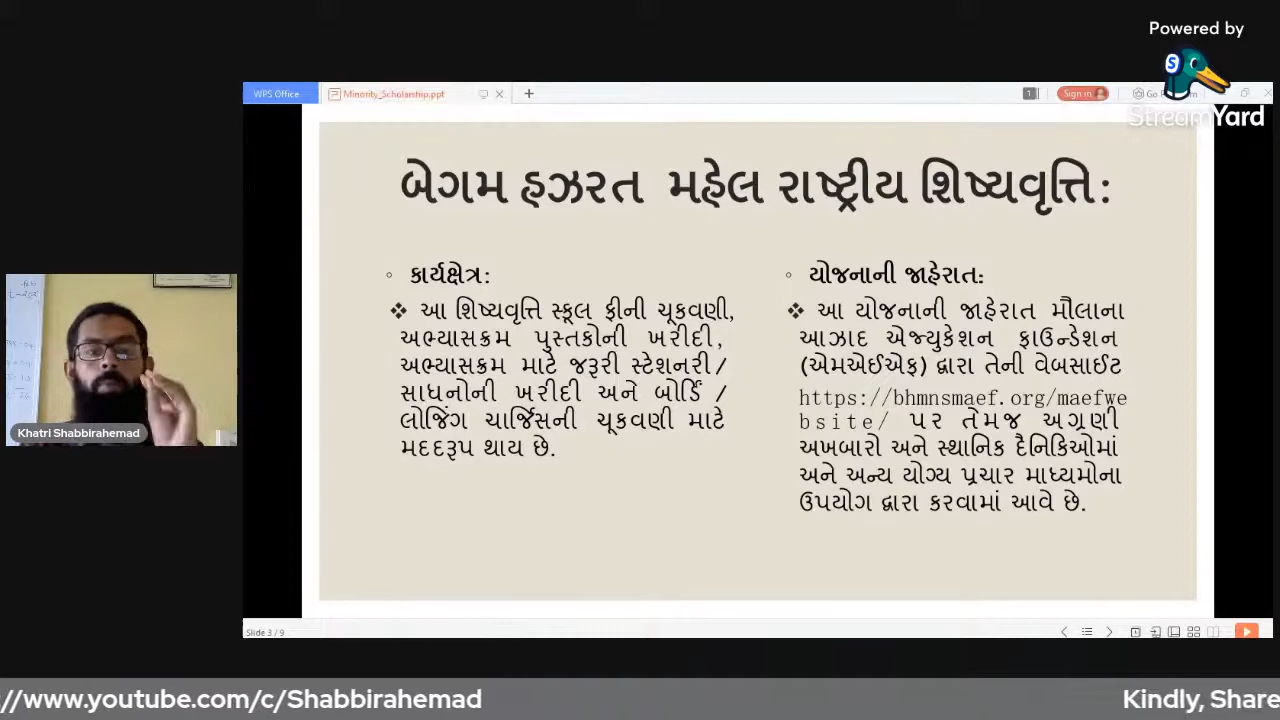 Powered by
StreamYard
WPS Office
Minority_Scholarship.ppt
1
Sign in
Go
બેગમ હઝરત મહેલ રાષ્ટ્રીય શિષ્યવૃત્તિ:
કાર્યક્ષેત્ર:
❖ આ શિષ્યવૃત્તિ સ્કૂલ ફીની ચૂકવણી,
અભ્યાસક્રમ પુસ્તકોની ખરીદી,
અભ્યાસક્રમ માટે જરૂરી સ્ટેશનરી/
સાધનોની ખરીદી અને બોર્ડિં /
લોજિંગ ચાર્જિસની ચૂકવણી માટે
મદદરૂપ થાય છે.
યોજનાની જાહેરાત:
❖ આ યોજનાની જાહેરાત મૌલાના
આઝાદ એજ્યુકેશન ફાઉન્ડેશન
(એમએઈએફ) દ્વારા તેની વેબસાઈટ
https://bhmnsmaef.org/maefwe
bsite/ પર તેમજ અગ્રણી
અખબારો અને સ્થાનિક દૈનિકિઓમાં
અને અન્ય યોગ્ય પ્રચાર માધ્યમોના
ઉપયોગ દ્વારા કરવામાં આવે છે.
Khatri Shabbirahemad
Slide 3 / 9
//www.youtube.com/c/Shabbirahemad
Kindly, Share